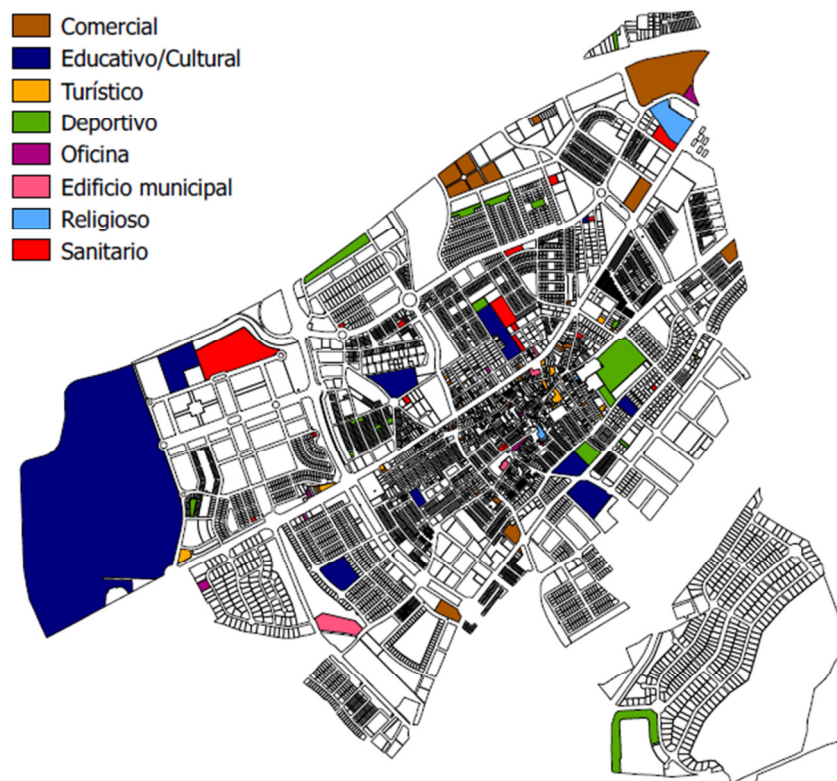 Comercial
Educativo/Cultural
Turístico
Deportivo
Oficina
Edificio municipal
Religioso
Sanitario